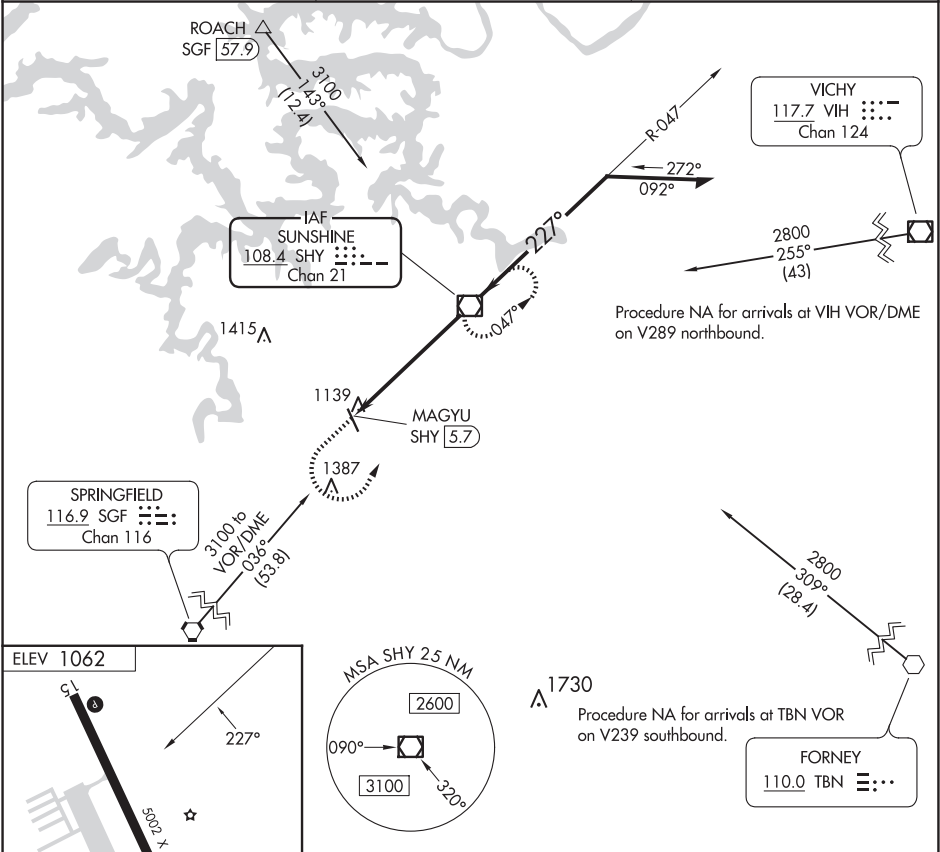 ROACH
SGF 57.9
3100
143°
(12.4)
R-047
VICHY
117.7 VIH
Chan 124
272°
092°
IAF
SUNSHINE
108.4 SHY
Chan 21
227°
2800
255°
(43)
047°
Procedure NA for arrivals at VIH VOR/DME
on V289 northbound.
1415
1139
MAGYU
SHY 5.7
1387
SPRINGFIELD
116.9 SGF
Chan 116
3100 to
VOR/DME
036°
(53.8)
2800
309°
(28.4)
ELEV 1062
15
227°
5002 X
MSA SHY 25 NM
2600
090°
3100
320°
1730
Procedure NA for arrivals at TBN VOR
on V239 southbound.
FORNEY
110.0 TBN